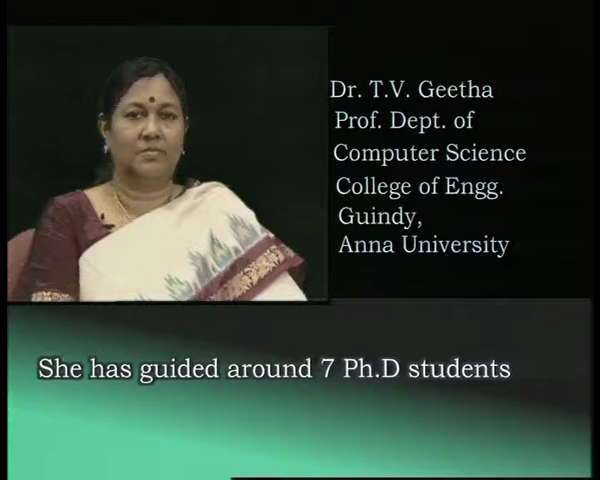 Dr. T.V. Geetha
Prof. Dept. of
Computer Science
College of Engg.
Guindy,
Anna University
She has guided around 7 Ph.D students